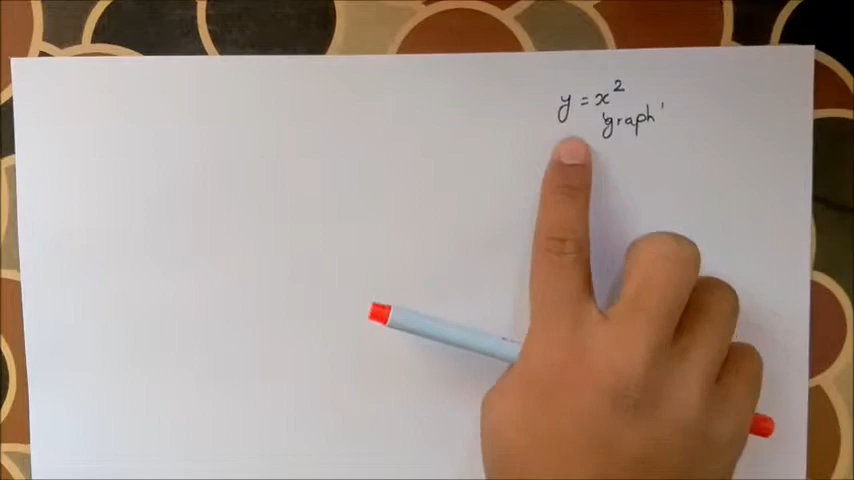 y = x²
'graph'